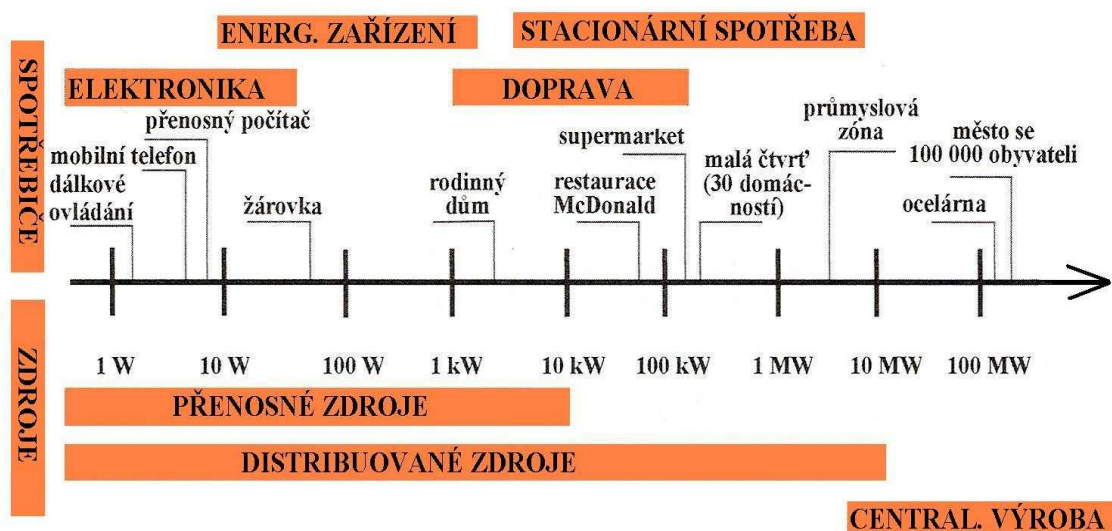 ENERG. ZAŘÍZENÍ
STACIONÁRNÍ SPOTŘEBA
SPOTŘEBIČE
ELEKTRONIKA
DOPRAVA
přenosný počítač
mobilní telefon
dálkové
ovládání
žárovka
rodinný
dům
supermarket
restaurace
McDonald
malá čtvrť
(30 domác-
ností)
průmyslová
zóna
město se
100 000 obyvateli
ocelárna
ZDROJE
1 W
10 W
100 W
1 kW
10 kW
100 kW
1 MW
10 MW
100 MW
PŘENOSNÉ ZDROJE
DISTRIBUOVANÉ ZDROJE
CENTRAL. VÝROBA